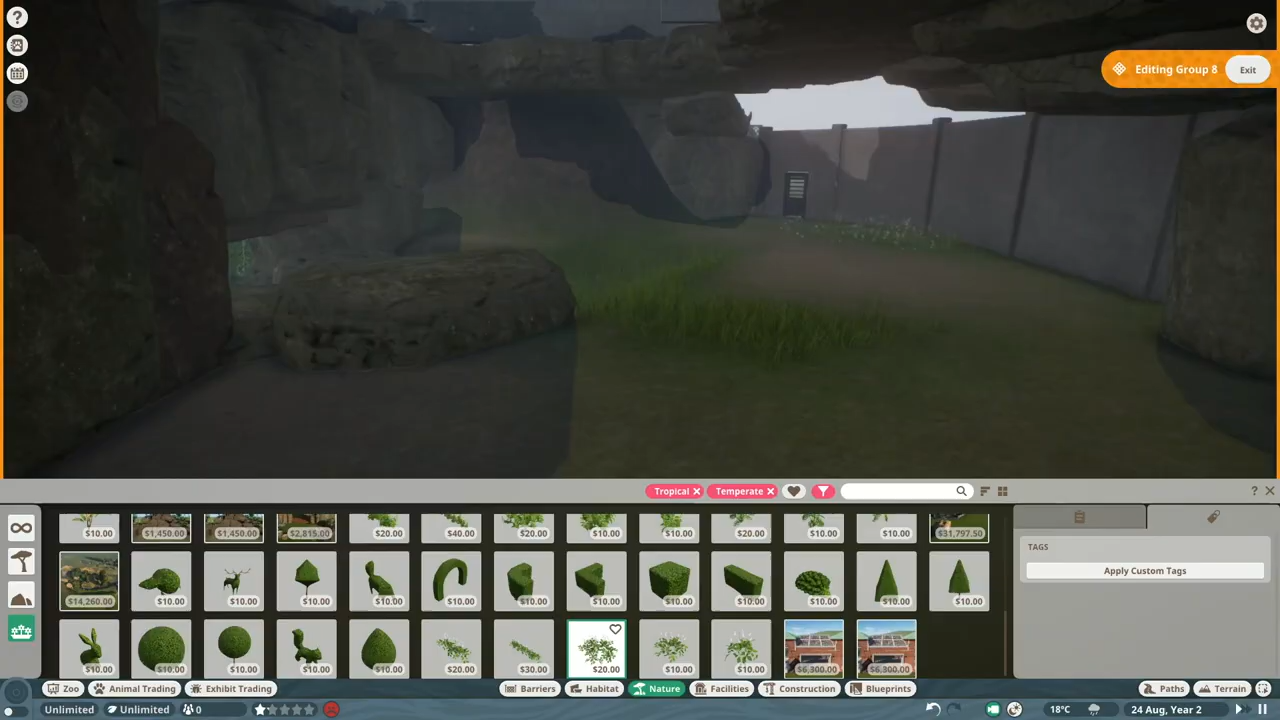 ?
Editing Group 8 Exit
Tropical ✕ Temperate ✕
? ✕
$10.00 $1,450.00 $1,450.00 $2,815.00 $20.00 $40.00 $20.00 $10.00 $10.00 $20.00 $10.00 $10.00 $31,797.50
TAGS
Apply Custom Tags
$14,260.00 $10.00 $10.00 $10.00 $10.00 $10.00 $10.00 $10.00 $10.00 $10.00 $10.00 $10.00 $10.00
$10.00 $10.00 $10.00 $10.00 $10.00 $20.00 $30.00 $20.00 $10.00 $10.00 $6,300.00 $6,300.00
Zoo Animal Trading Exhibit Trading Barriers Habitat Nature Facilities Construction Blueprints Paths Terrain
Unlimited Unlimited 0 18°C 24 Aug, Year 2